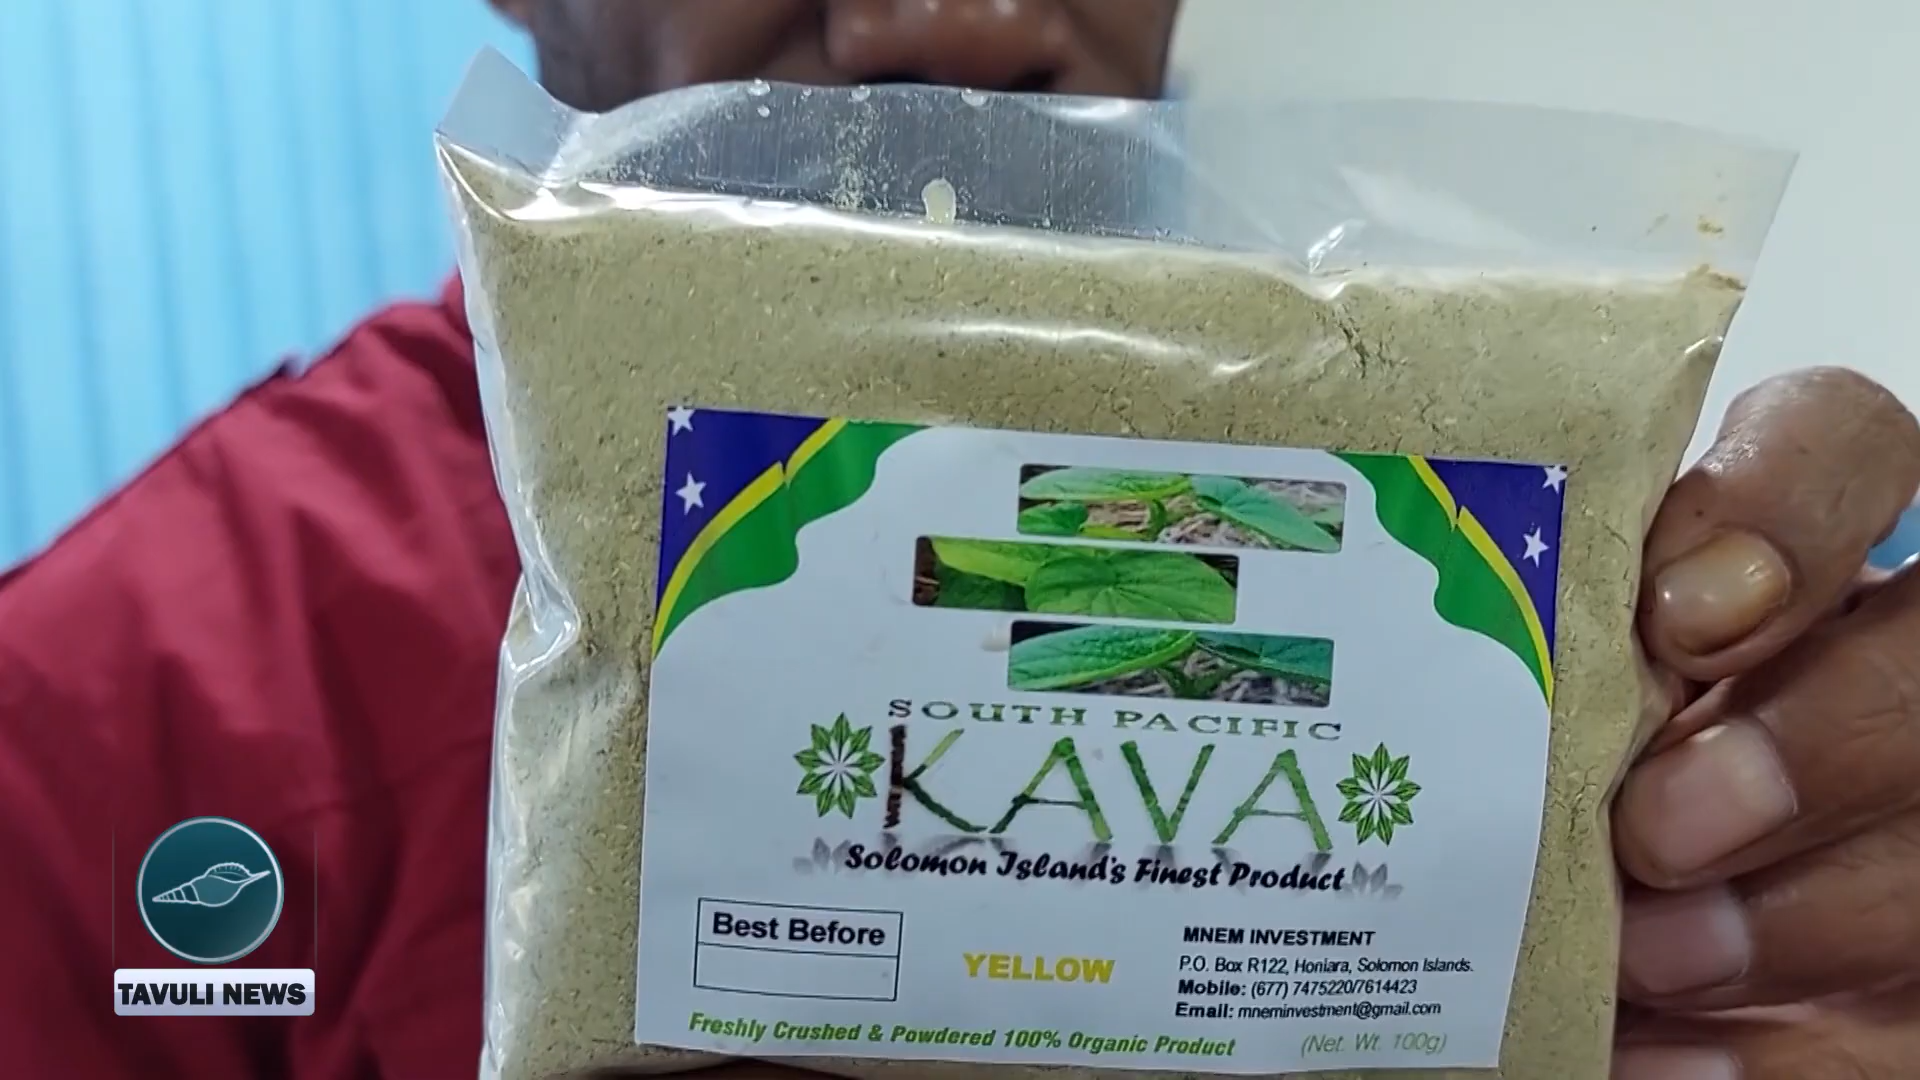 SOUTH PACIFIC
KAVA
Solomon Island's Finest Product
Best Before
YELLOW
MNEM INVESTMENT
P.O. Box R122, Honiara, Solomon Islands.
Mobile: (677) 7475220/7614423
Email: mneminvestment@gmail.com
Freshly Crushed & Powdered 100% Organic Product
(Net. Wt. 100g)
TAVULI NEWS